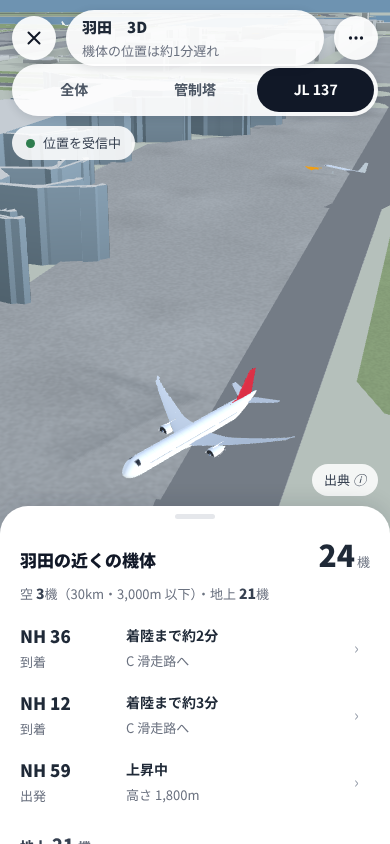 羽田 3D
機体の位置は約1分遅れ
全体 管制塔 JL 137
位置を受信中
出典 ⓘ
羽田の近くの機体 24機
空 3機（30km・3,000m 以下）・地上 21機
NH 36 着陸まで約2分
到着 C 滑走路へ
NH 12 着陸まで約3分
到着 C 滑走路へ
NH 59 上昇中
出発 高さ 1,800m
地上 21 機